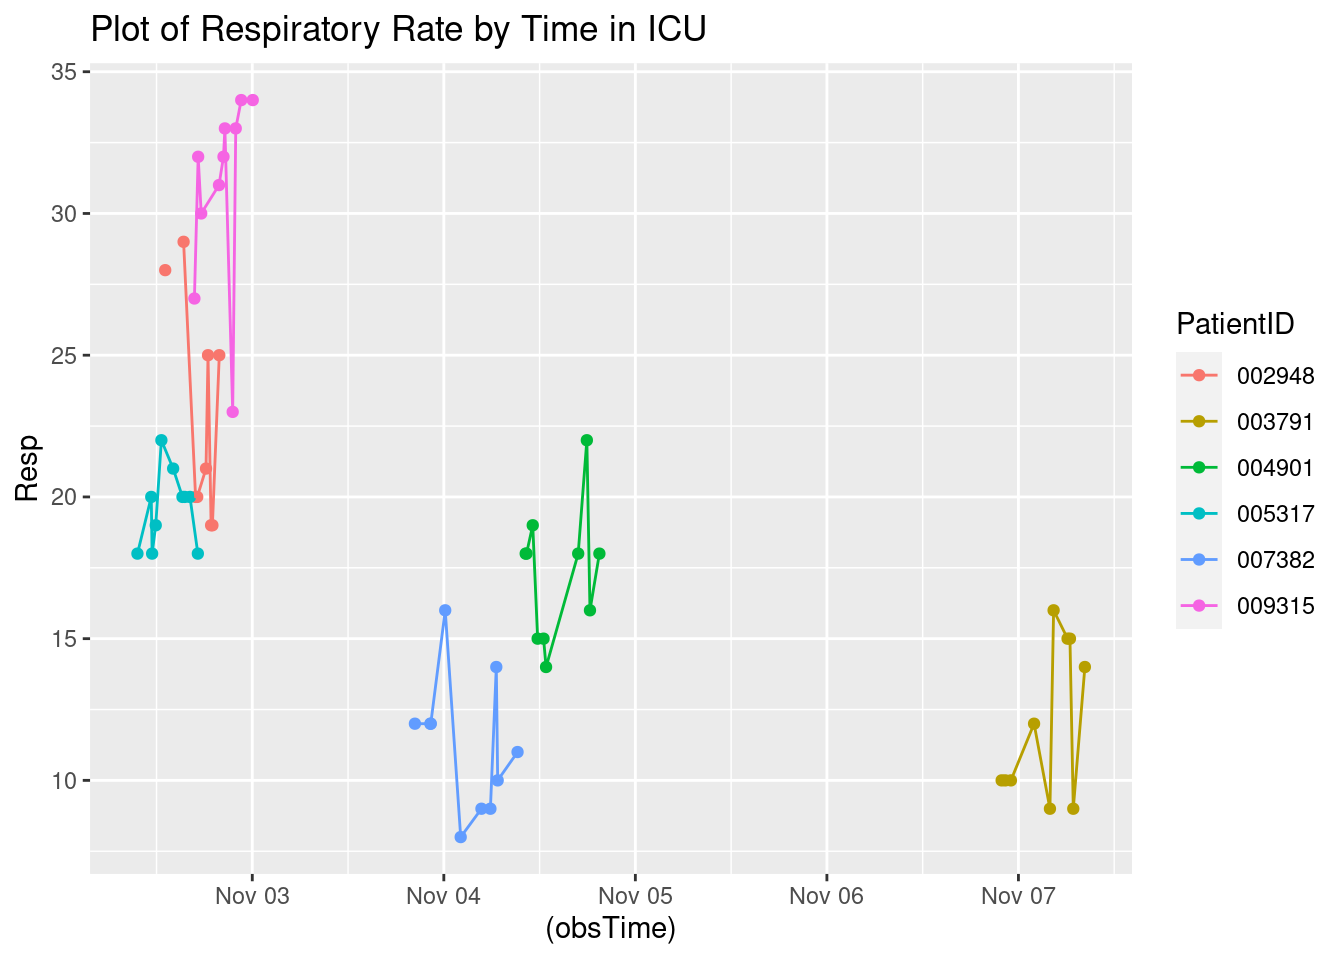 Plot of Respiratory Rate by Time in ICU
35
30
25
20
15
10
Resp
Nov 03 Nov 04 Nov 05 Nov 06 Nov 07
(obsTime)
PatientID
002948
003791
004901
005317
007382
009315